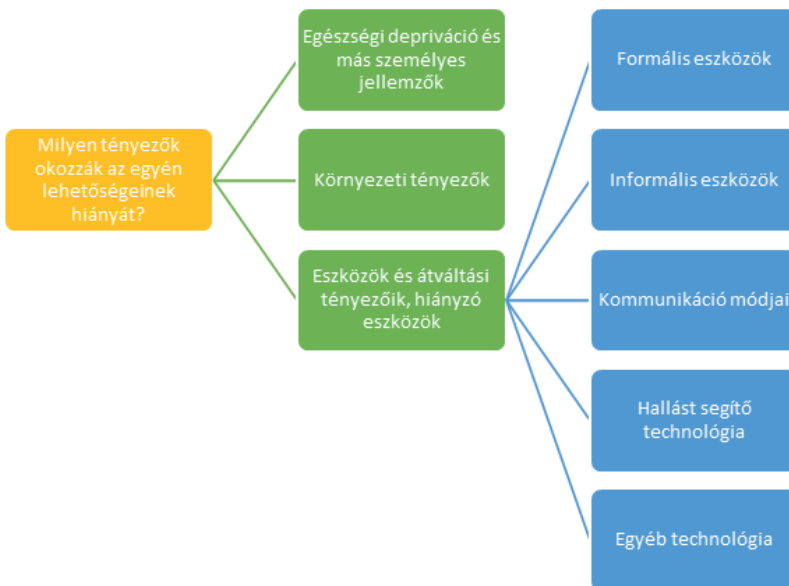 Milyen tényezők
okozzák az egyén
lehetőségeinek
hiányát?
Egészségi depriváció és
más személyes
jellemzők
Környezeti tényezők
Eszközök és átváltási
tényezőik, hiányzó
eszközök
Formális eszközök
Informális eszközök
Kommunikáció módjai
Hallást segítő
technológia
Egyéb technológia